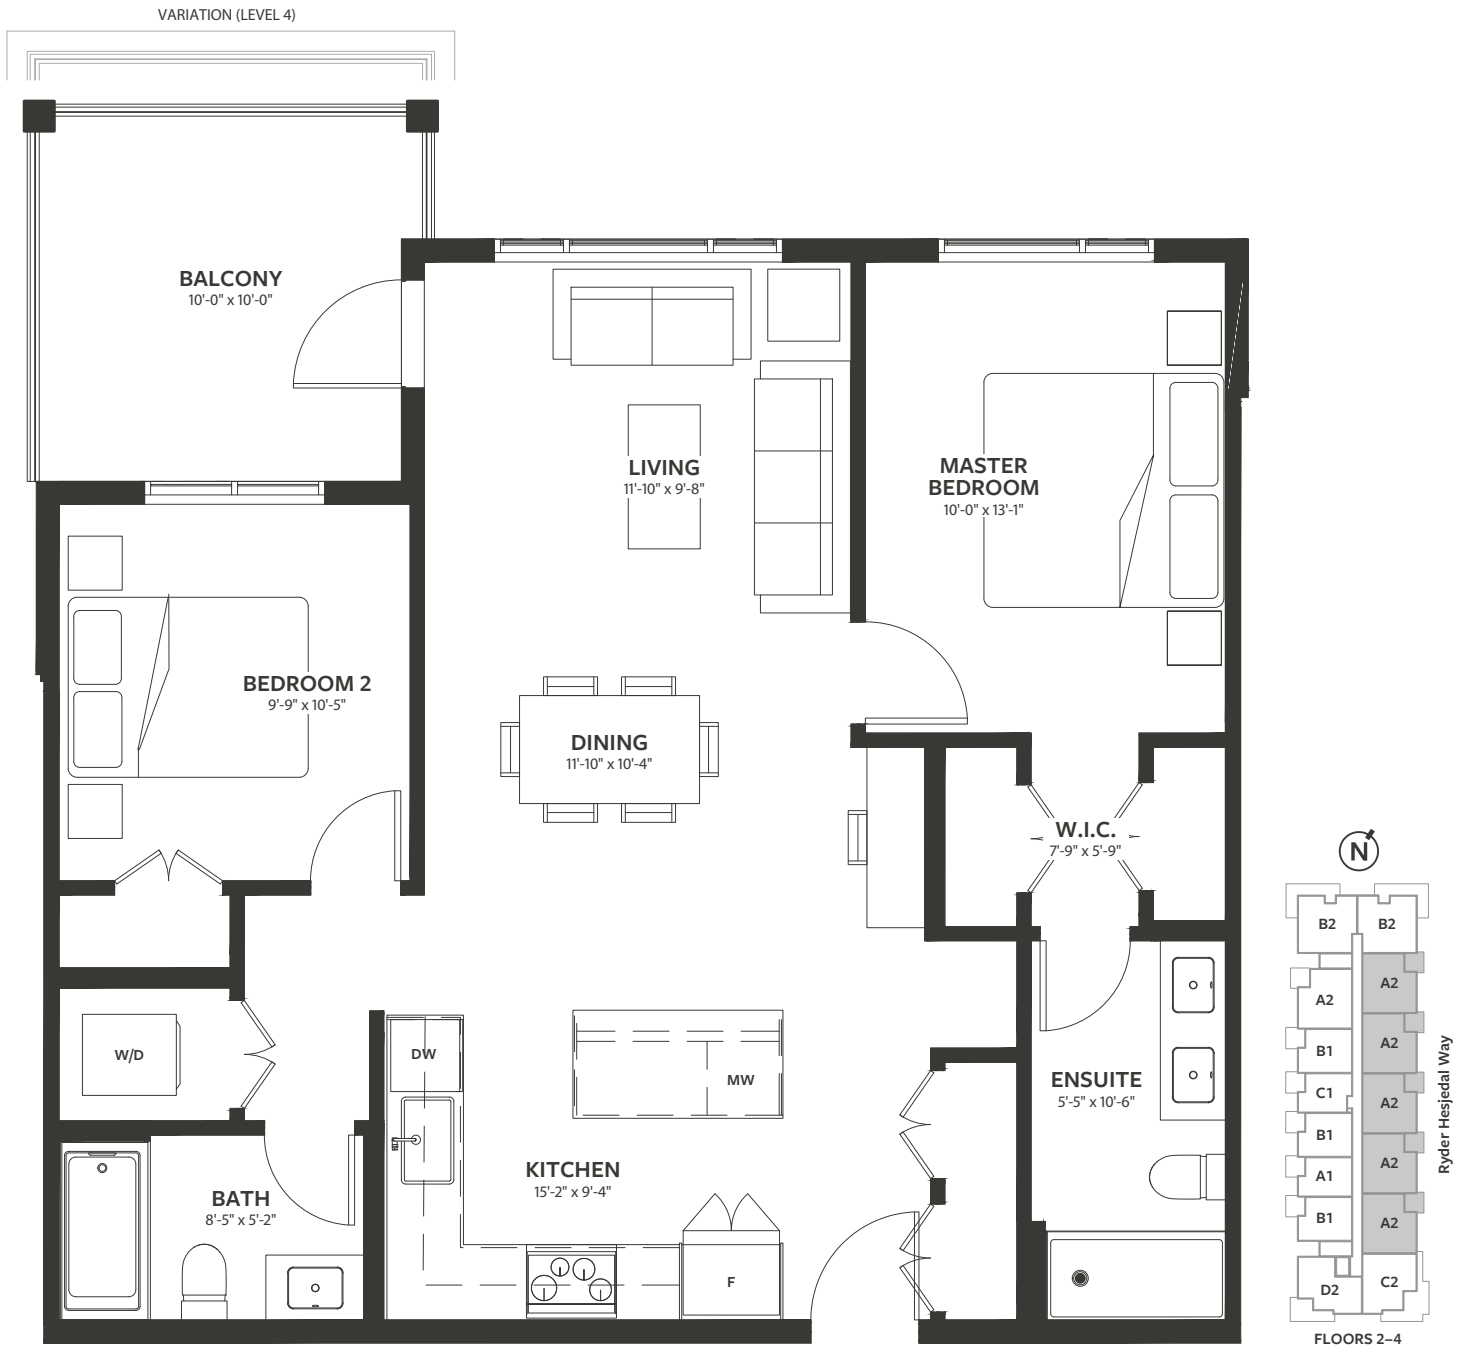 VARIATION (LEVEL 4)
BALCONY
10'-0" x 10'-0"
LIVING
11'-10" x 9'-8"
MASTER
BEDROOM
10'-0" x 13'-1"
BEDROOM 2
9'-9" x 10'-5"
DINING
11'-10" x 10'-4"
W.I.C.
7'-9" x 5'-9"
W/D
DW
MW
ENSUITE
5'-5" x 10'-6"
KITCHEN
15'-2" x 9'-4"
BATH
8'-5" x 5'-2"
F
N
B2
B2
A2
A2
A2
B1
C1
A2
B1
A2
A1
B1
A2
D2
C2
Ryder Hesjedal Way
FLOORS 2–4